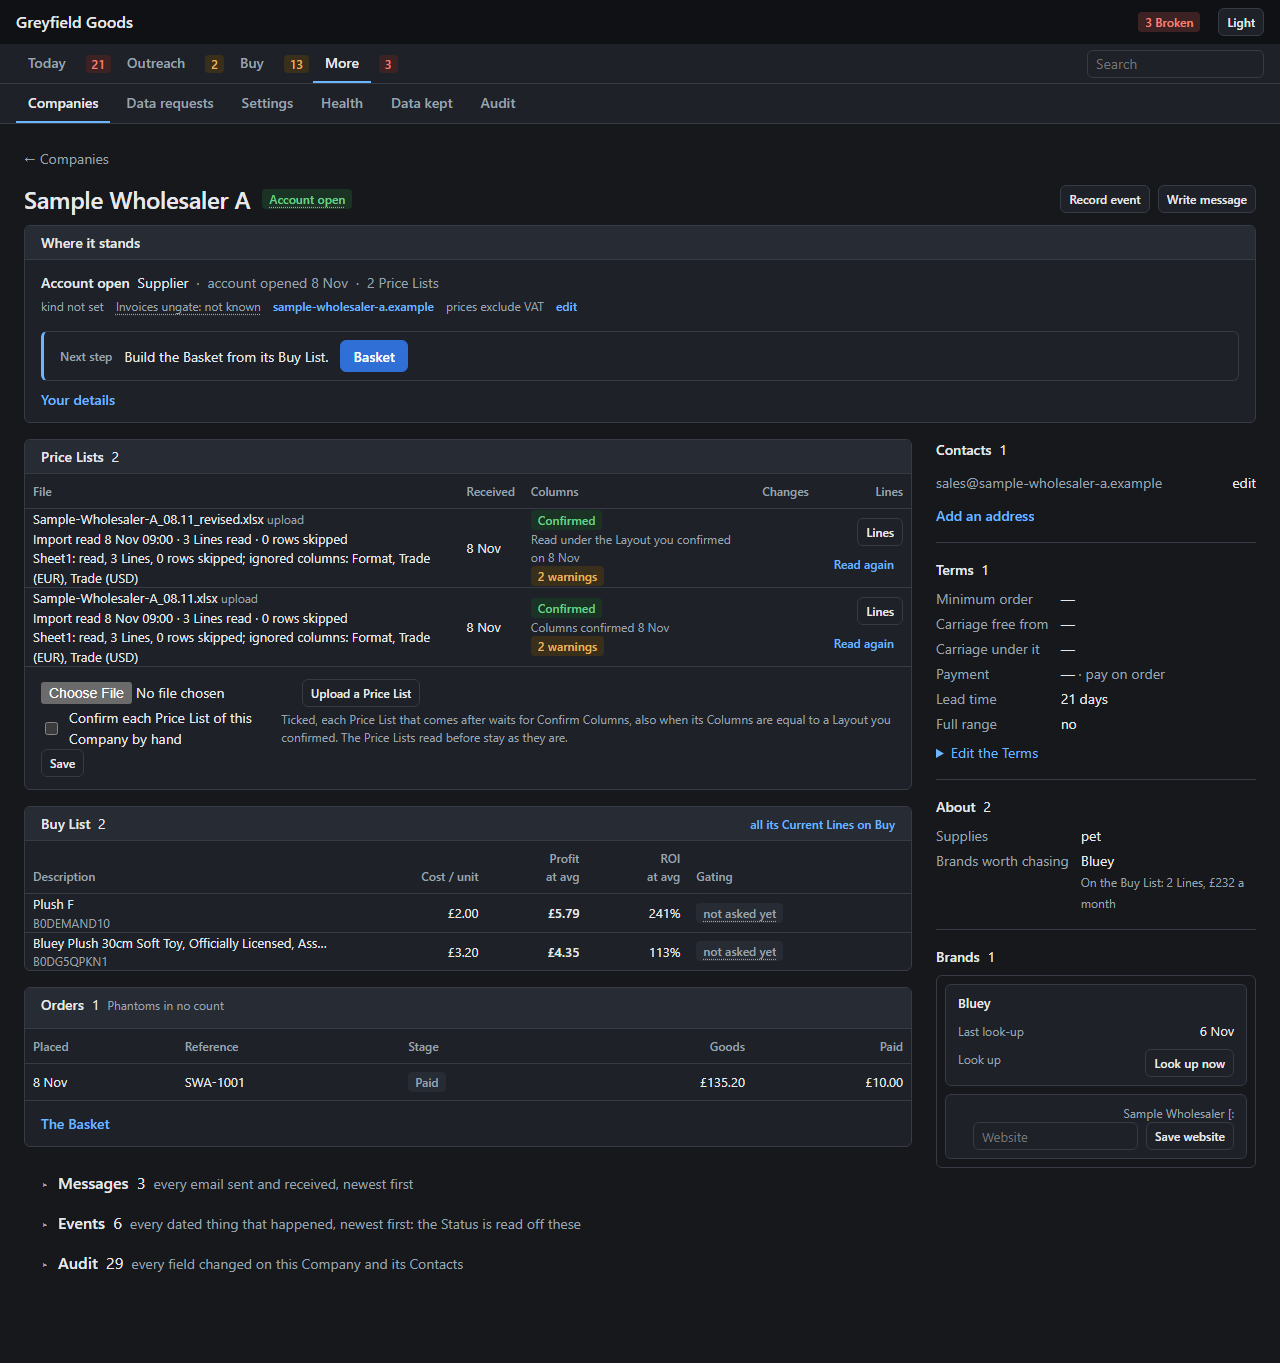 Greyfield Goods
3 Broken
Light
Today 21 Outreach 2 Buy 13 More 3
Search
Companies Data requests Settings Health Data kept Audit
← Companies
Sample Wholesaler A Account open
Record event Write message
Where it stands
Account open Supplier · account opened 8 Nov · 2 Price Lists
kind not set Invoices ungate: not known sample-wholesaler-a.example prices exclude VAT edit
Next step Build the Basket from its Buy List. Basket
Your details
Price Lists 2
File Received Columns Changes Lines
Sample-Wholesaler-A_08.11_revised.xlsx upload
Import read 8 Nov 09:00 · 3 Lines read · 0 rows skipped
Sheet1: read, 3 Lines, 0 rows skipped; ignored columns: Format, Trade
(EUR), Trade (USD)
8 Nov
Confirmed
Read under the Layout you confirmed
on 8 Nov
2 warnings
Lines
Read again
Sample-Wholesaler-A_08.11.xlsx upload
Import read 8 Nov 09:00 · 3 Lines read · 0 rows skipped
Sheet1: read, 3 Lines, 0 rows skipped; ignored columns: Format, Trade
(EUR), Trade (USD)
8 Nov
Confirmed
Columns confirmed 8 Nov
2 warnings
Lines
Read again
Choose File No file chosen
Upload a Price List
Confirm each Price List of this
Company by hand
Ticked, each Price List that comes after waits for Confirm Columns, also when its Columns are equal to a Layout you
confirmed. The Price Lists read before stay as they are.
Save
Buy List 2
all its Current Lines on Buy
Description Cost / unit Profit at avg ROI at avg Gating
Plush F
B0DEMAND10
£2.00 £5.79 241% not asked yet
Bluey Plush 30cm Soft Toy, Officially Licensed, Ass...
B0DG5QPKN1
£3.20 £4.35 113% not asked yet
Orders 1 Phantoms in no count
Placed Reference Stage Goods Paid
8 Nov SWA-1001 Paid £135.20 £10.00
The Basket
Messages 3 every email sent and received, newest first
Events 6 every dated thing that happened, newest first: the Status is read off these
Audit 29 every field changed on this Company and its Contacts
Contacts 1
sales@sample-wholesaler-a.example edit
Add an address
Terms 1
Minimum order —
Carriage free from —
Carriage under it —
Payment — · pay on order
Lead time 21 days
Full range no
Edit the Terms
About 2
Supplies pet
Brands worth chasing Bluey
On the Buy List: 2 Lines, £232 a
month
Brands 1
Bluey
Last look-up 6 Nov
Look up Look up now
Sample Wholesaler [:
Website Save website